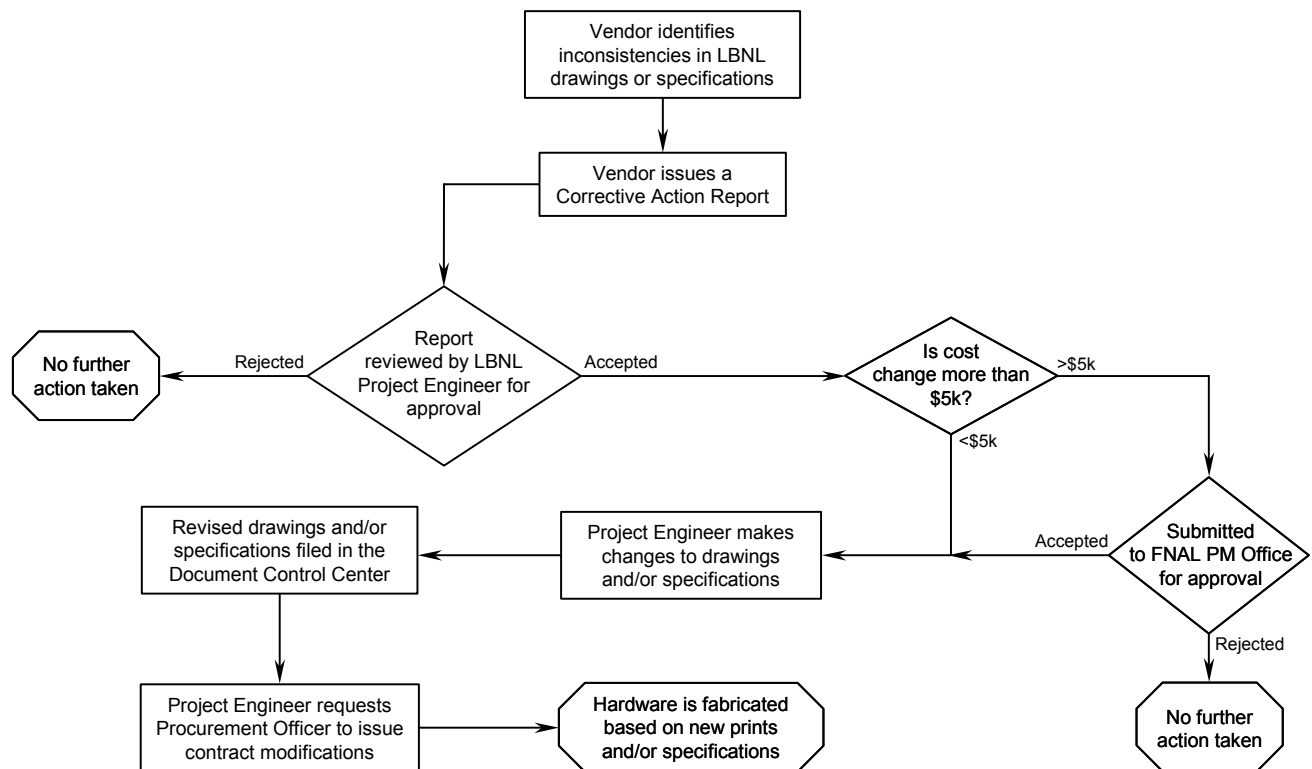 Vendor identifies
inconsistencies in LBNL
drawings or specifications
Vendor issues a
Corrective Action Report
Report
reviewed by LBNL
Project Engineer for
approval
Rejected
No further
action taken
Accepted
Is cost
change more than
$5k?
>$5k
<$5k
Submitted
to FNAL PM Office
for approval
Accepted
Rejected
No further
action taken
Project Engineer makes
changes to drawings
and/or specifications
Revised drawings and/or
specifications filed in the
Document Control Center
Project Engineer requests
Procurement Officer to issue
contract modifications
Hardware is fabricated
based on new prints
and/or specifications